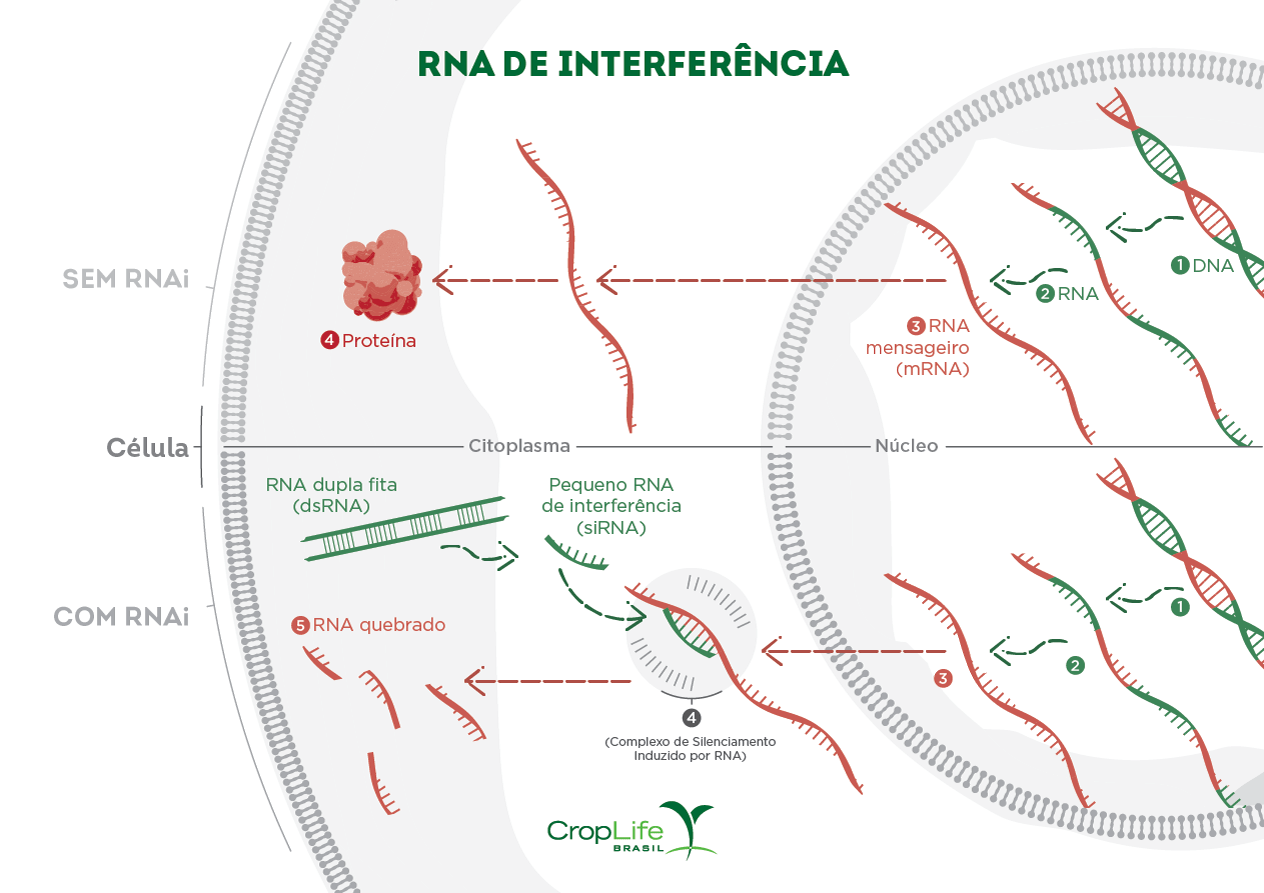 RNA DE INTERFERÊNCIA
SEM RNAi
1 DNA
2 RNA
3 RNA
mensageiro
(mRNA)
4 Proteína
Célula
Citoplasma
Núcleo
RNA dupla fita
(dsRNA)
Pequeno RNA
de interferência
(siRNA)
COM RNAi
1
2
3
4
(Complexo de Silenciamento
Induzido por RNA)
5 RNA quebrado
CropLife
BRASIL